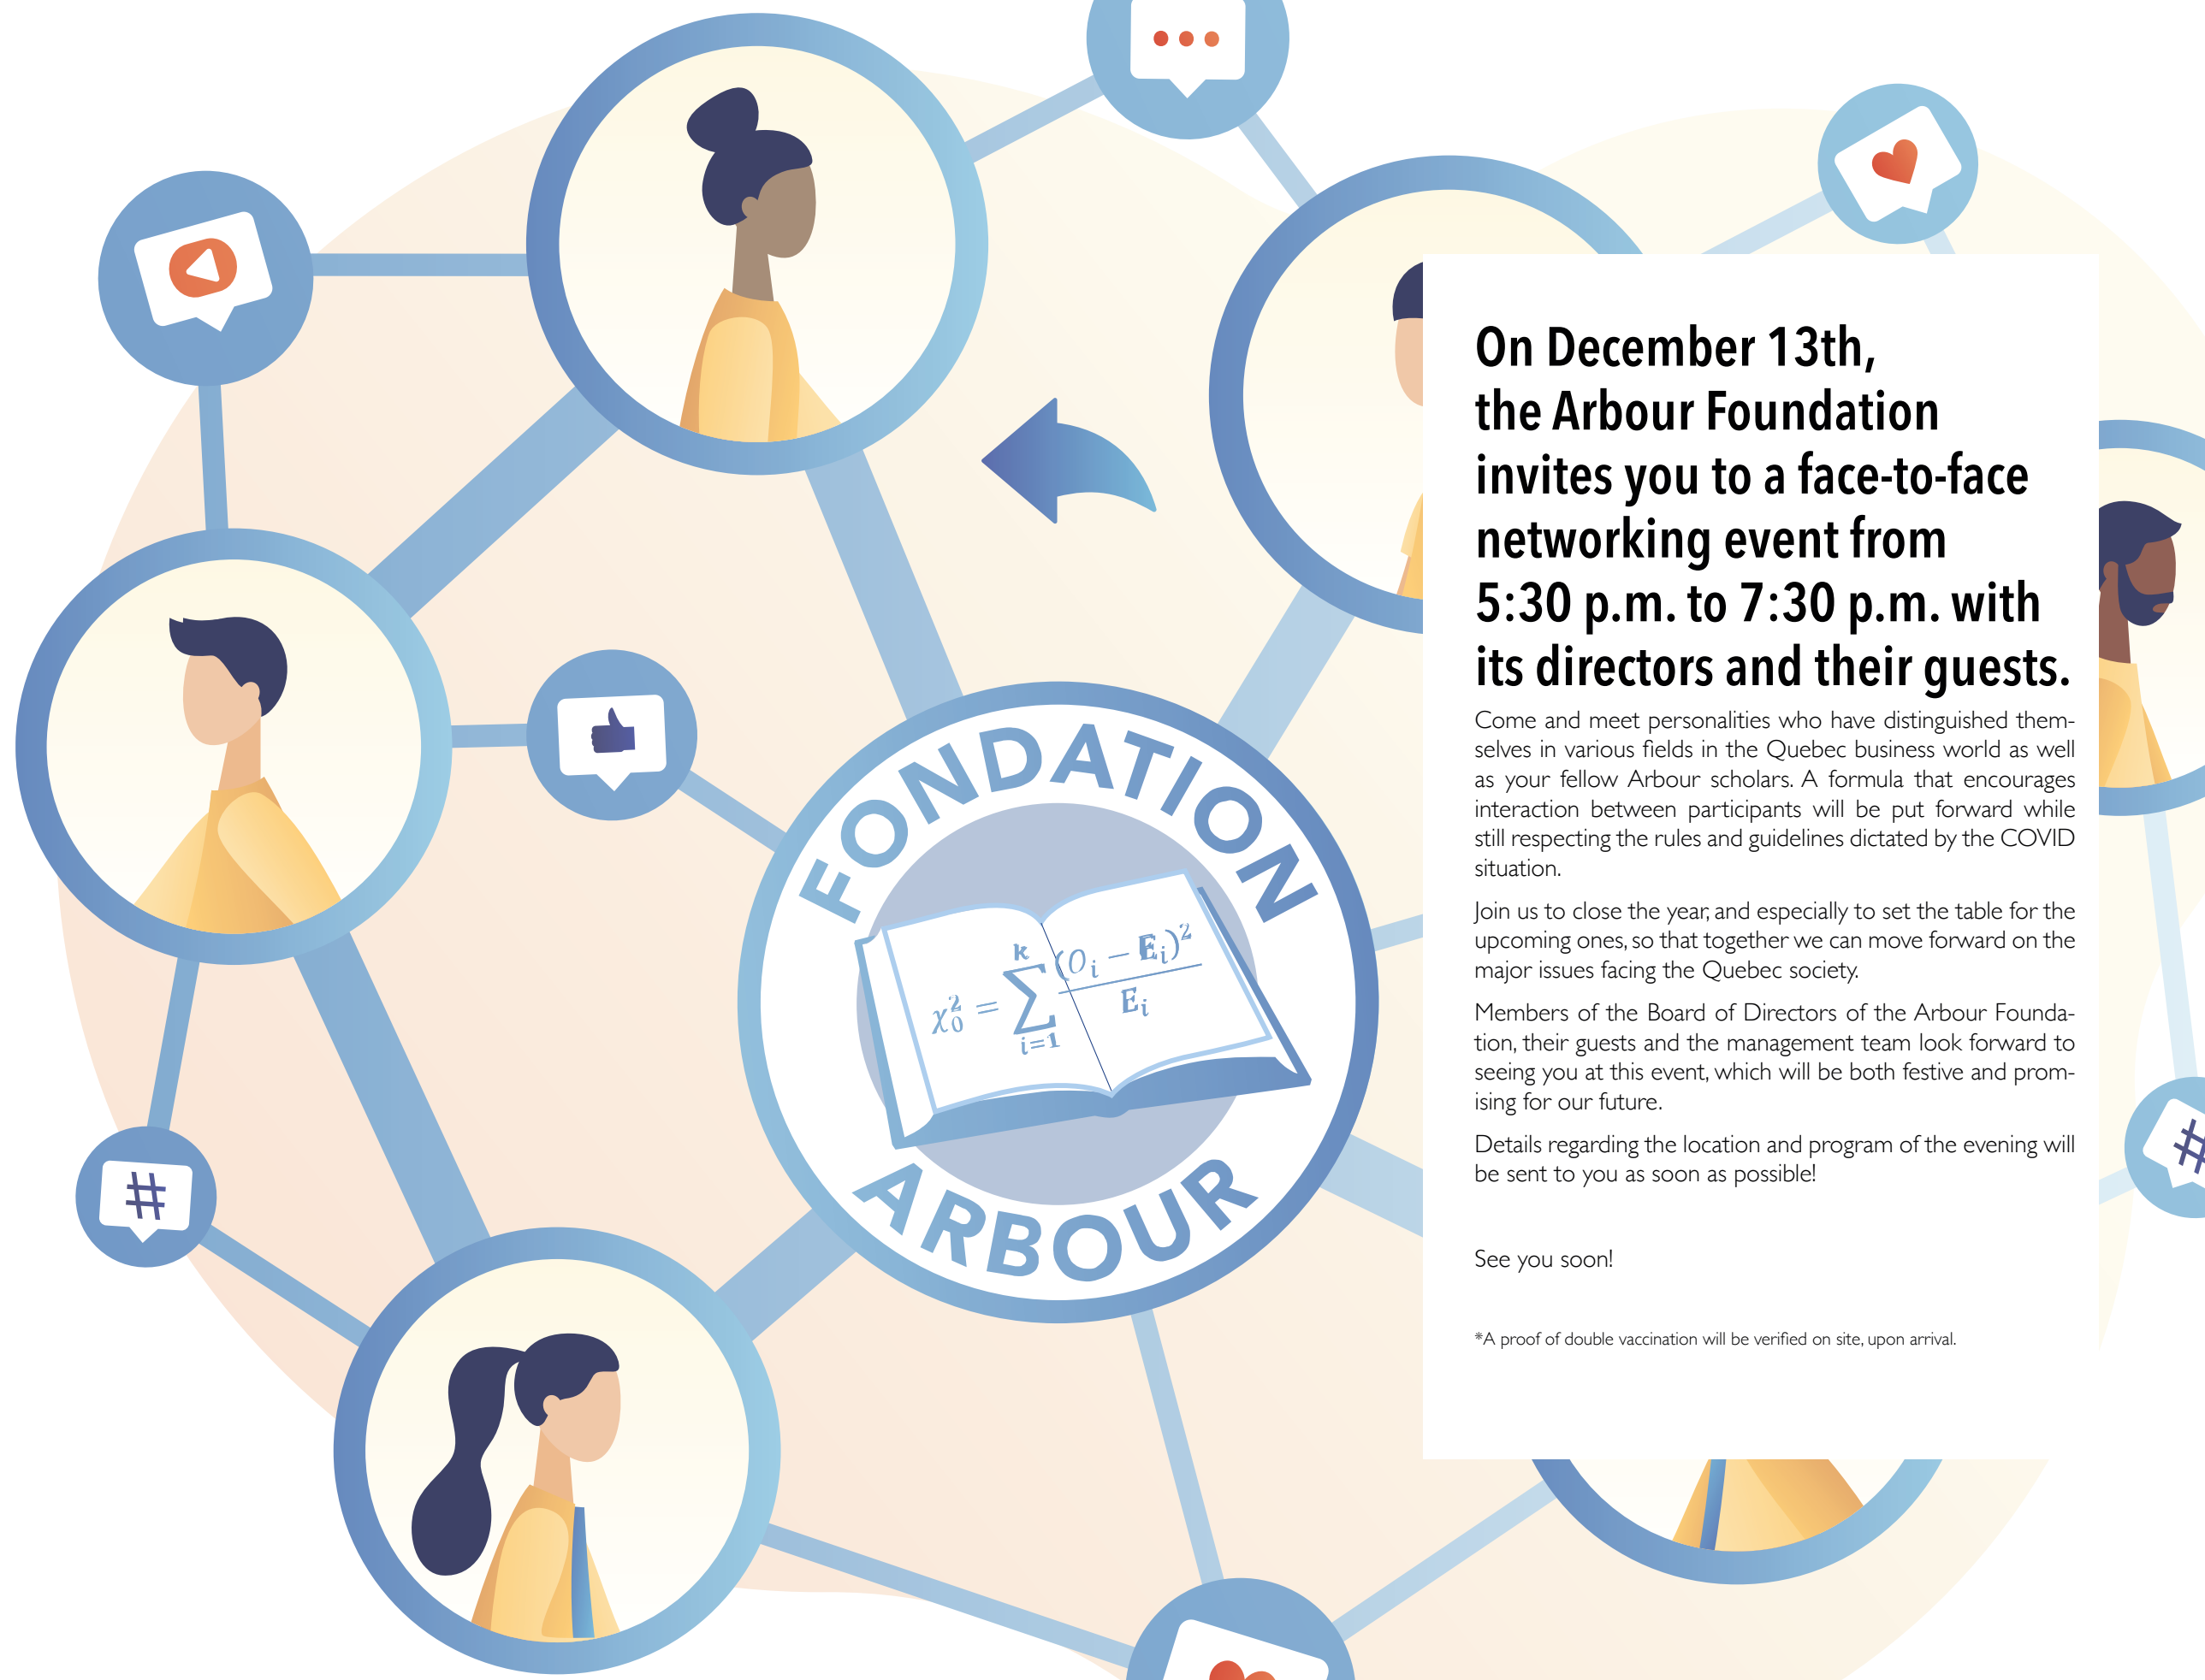 FONDATION
χ²₀ = ∑ᵏᵢ₌₁ (Oᵢ − Eᵢ)² / Eᵢ
ARBOUR
On December 13th,
the Arbour Foundation
invites you to a face-to-face
networking event from
5:30 p.m. to 7:30 p.m. with
its directors and their guests.
Come and meet personalities who have distinguished them-
selves in various fields in the Quebec business world as well
as your fellow Arbour scholars. A formula that encourages
interaction between participants will be put forward while
still respecting the rules and guidelines dictated by the COVID
situation.
Join us to close the year, and especially to set the table for the
upcoming ones, so that together we can move forward on the
major issues facing the Quebec society.
Members of the Board of Directors of the Arbour Founda-
tion, their guests and the management team look forward to
seeing you at this event, which will be both festive and prom-
ising for our future.
Details regarding the location and program of the evening will
be sent to you as soon as possible!
See you soon!
*A proof of double vaccination will be verified on site, upon arrival.
#
#